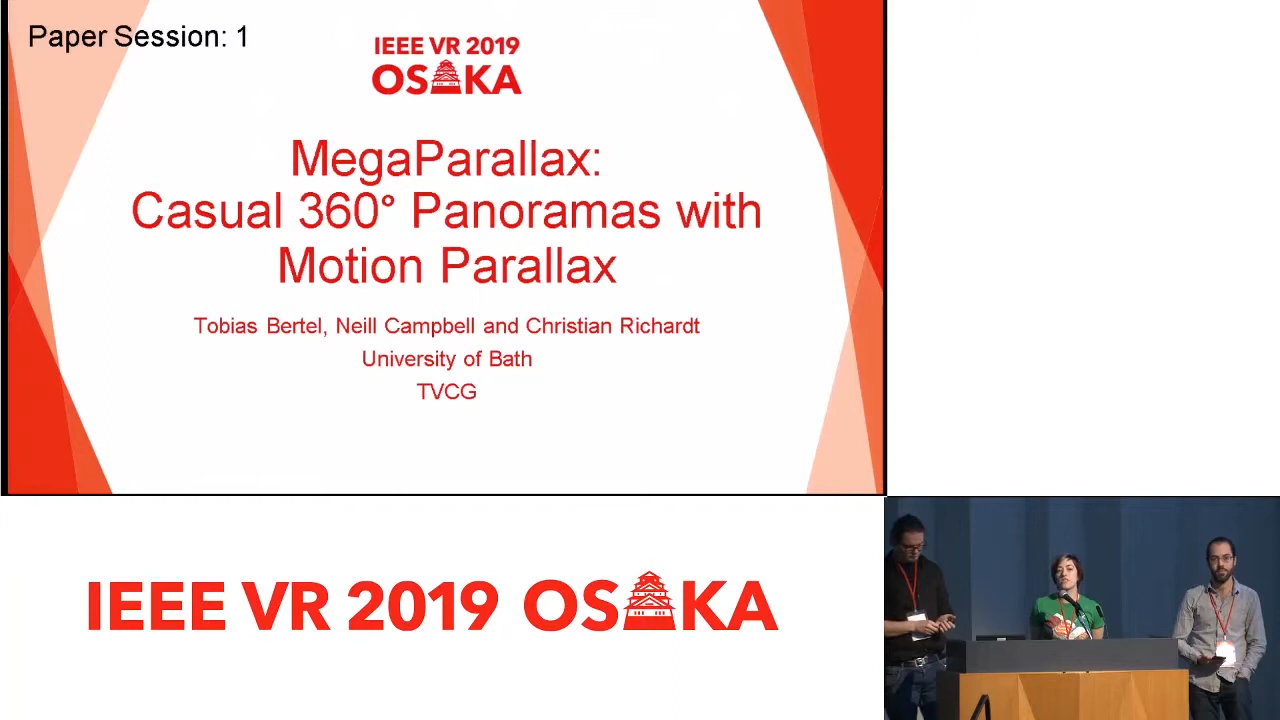 Paper Session: 1
IEEE VR 2019
OSAKA
MegaParallax:
Casual 360° Panoramas with
Motion Parallax
Tobias Bertel, Neill Campbell and Christian Richardt
University of Bath
TVCG
IEEE VR 2019 OSAKA